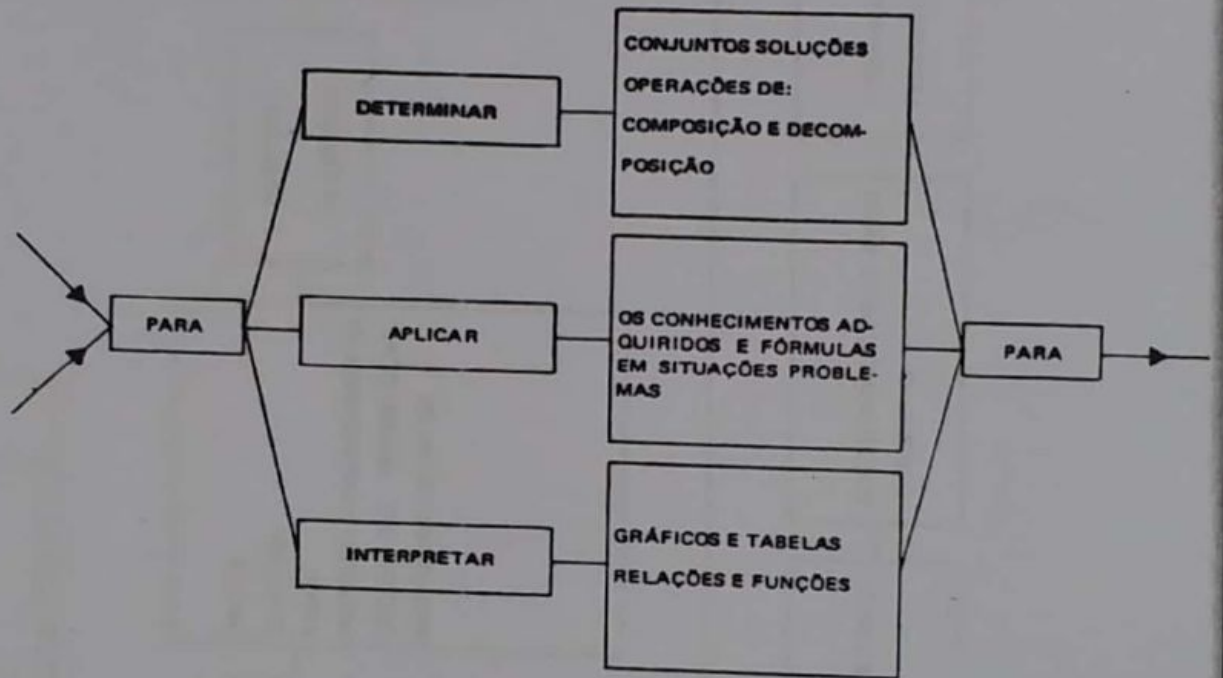 CONJUNTOS SOLUÇÕES
OPERAÇÕES DE:
COMPOSIÇÃO E DECOM-
POSIÇÃO
DETERMINAR
PARA
APLICAR
OS CONHECIMENTOS AD-
QUIRIDOS E FÓRMULAS
EM SITUAÇÕES PROBLE-
MAS
PARA
INTERPRETAR
GRÁFICOS E TABELAS
RELAÇÕES E FUNÇÕES